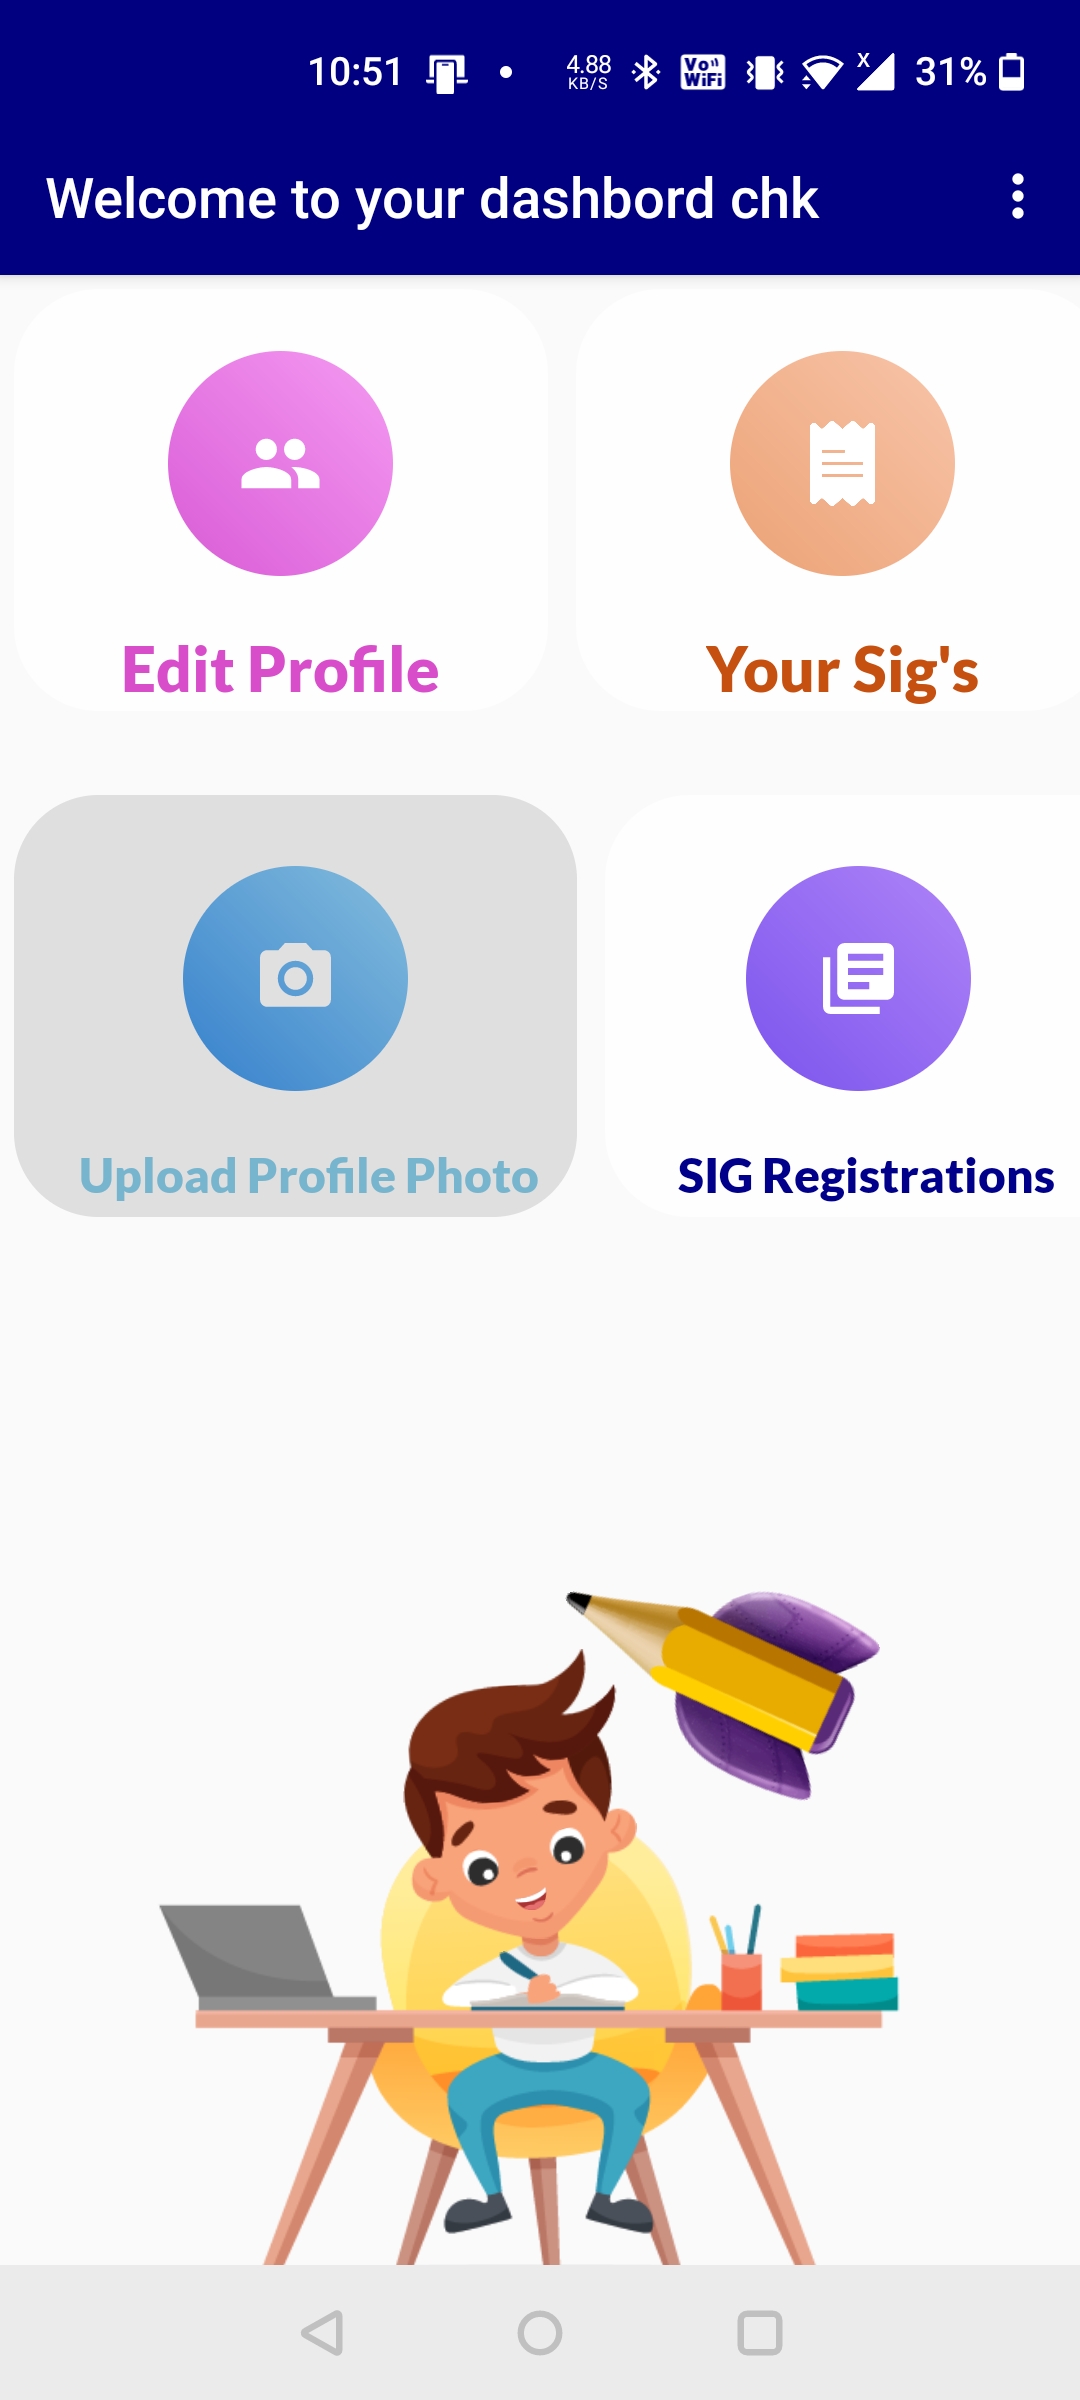 10:51 4.88 KB/S Vo WiFi X 31%
Welcome to your dashbord chk
Edit Profile
Your Sig's
Upload Profile Photo
SIG Registrations